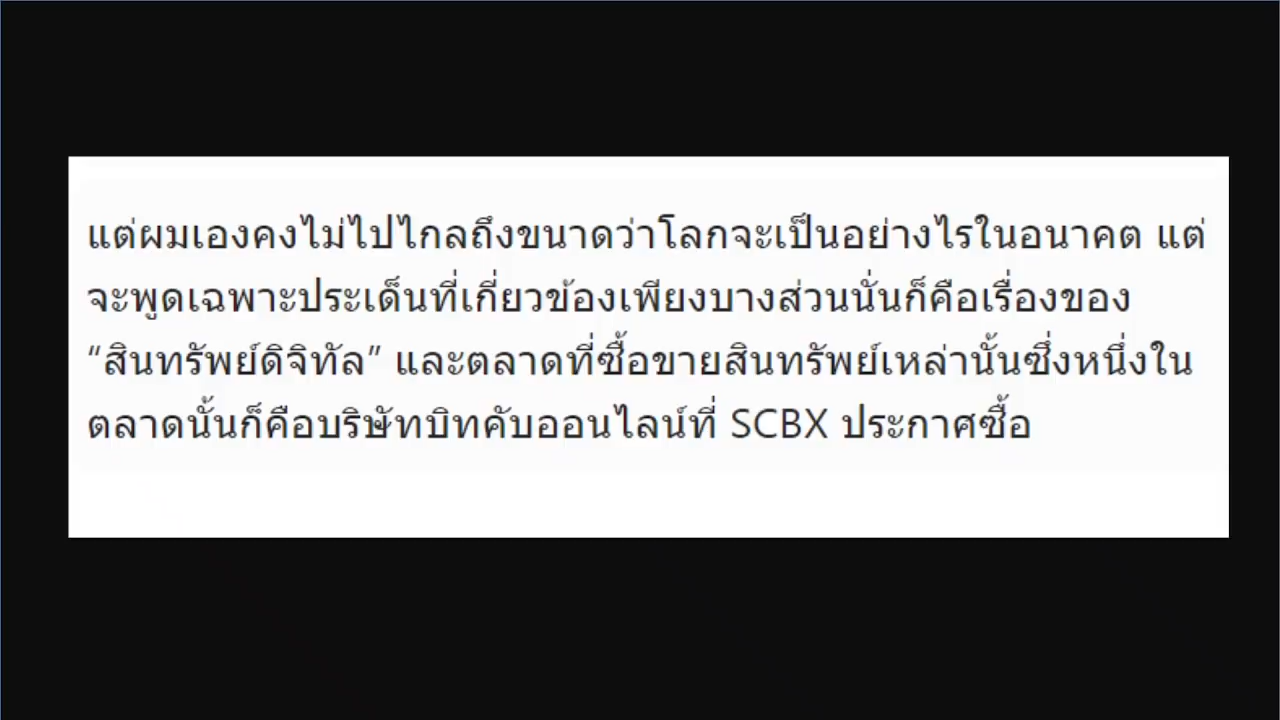 แต่ผมเองคงไม่ไปไกลถึงขนาดว่าโลกจะเป็นอย่างไรในอนาคต แต่
จะพูดเฉพาะประเด็นที่เกี่ยวข้องเพียงบางส่วนนั่นก็คือเรื่องของ
“สินทรัพย์ดิจิทัล” และตลาดที่ซื้อขายสินทรัพย์เหล่านั้นซึ่งหนึ่งใน
ตลาดนั้นก็คือบริษัทบิทคับออนไลน์ที่ SCBX ประกาศซื้อ